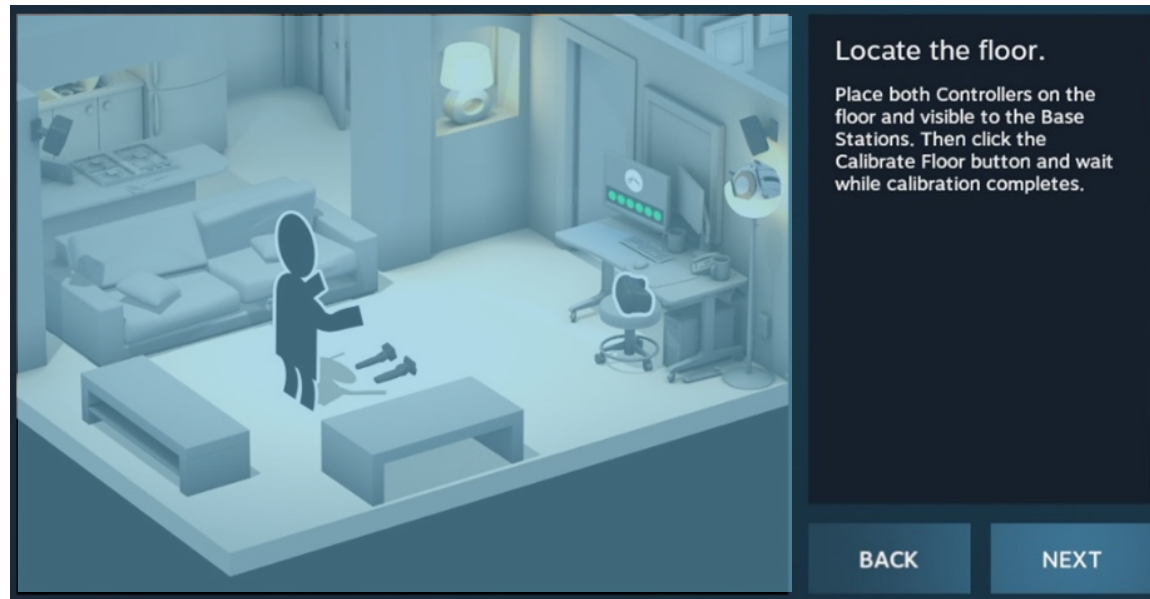 Locate the floor.
Place both Controllers on the
floor and visible to the Base
Stations. Then click the
Calibrate Floor button and wait
while calibration completes.
BACK
NEXT